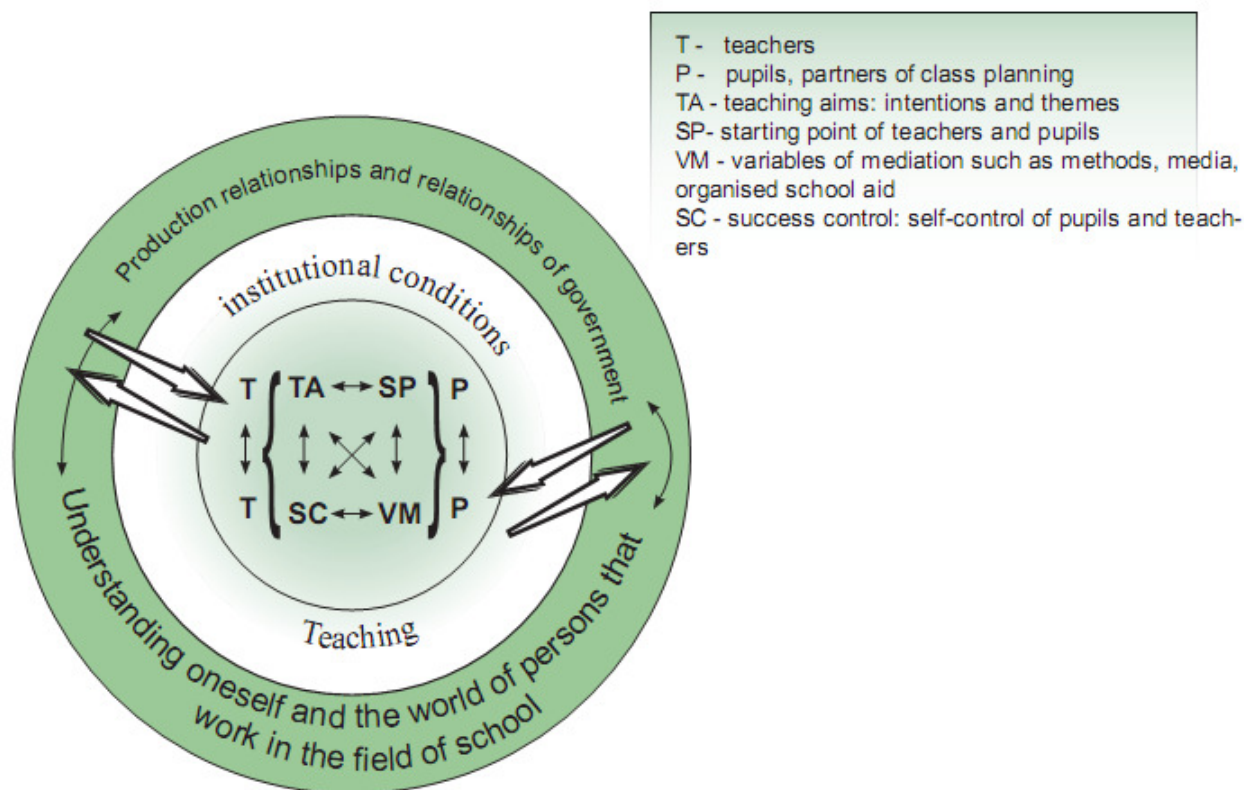 T - teachers
P - pupils, partners of class planning
TA - teaching aims: intentions and themes
SP- starting point of teachers and pupils
VM - variables of mediation such as methods, media,
organised school aid
SC - success control: self-control of pupils and teach-
ers
Production relationships and relationships of government
institutional conditions
T TA SP P
T SC VM P
Teaching
Understanding oneself and the world of persons that
work in the field of school